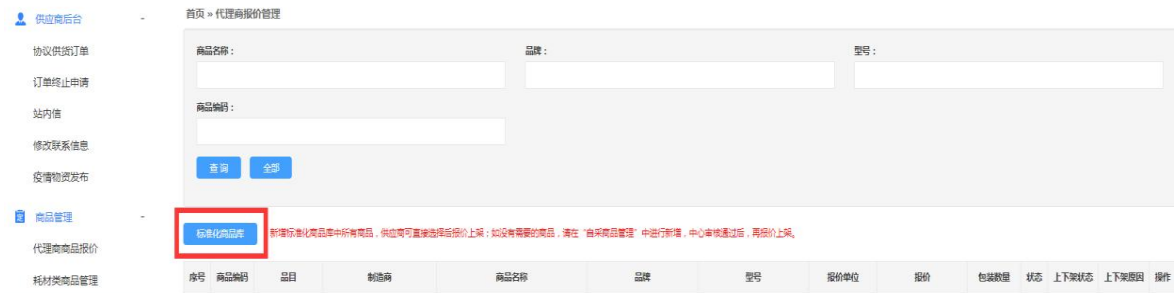 供应商后台 -
首页 » 代理商报价管理
协议供货订单
订单终止申请
站内信
修改联系信息
疫情物资发布
商品管理 -
代理商商品报价
耗材类商品管理
商品名称： 品牌： 型号：
商品编码：
查询 全部
标准化商品库 新增标准化商品库中所有商品，供应商可直接选择后报价上架；如没有需要的商品，请在“自采商品管理”中进行新增，中心审核通过后，再报价上架。
序号 商品编码 品目 制造商 商品名称 品牌 型号 报价单位 报价 包装数量 状态 上下架状态 上下架原因 操作